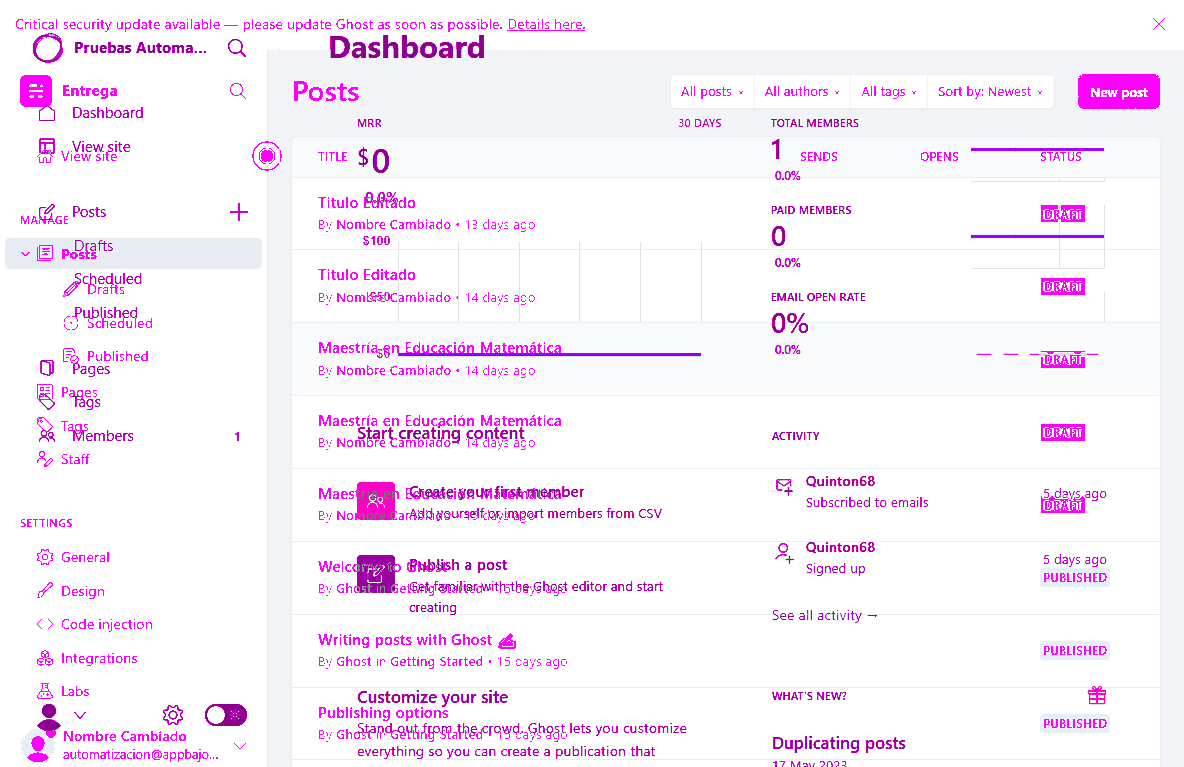 Critical security update available — please update Ghost as soon as possible. Details here.
Pruebas Automa...
Dashboard
Entrega
Posts
All posts
All authors
All tags
Sort by: Newest
New post
Dashboard
View site
View site
MRR
30 DAYS
TOTAL MEMBERS
TITLE
$0
1
SENDS
OPENS
STATUS
0.0%
0.0%
Posts
MANAGE
Titulo Editado
By Nombre Cambiado • 13 days ago
PAID MEMBERS
DRAFT
0
$100
0.0%
Drafts
Posts
Scheduled
Drafts
Published
Scheduled
Titulo Editado
By Nombre Cambiado • 14 days ago
$50
DRAFT
EMAIL OPEN RATE
0%
0.0%
Published
Pages
Pages
Tags
Tags
Members
1
Staff
Maestría en Educación Matemática
$0
By Nombre Cambiado • 14 days ago
DRAFT
Maestría en Educación Matemática
Start creating content
By Nombre Cambiado • 14 days ago
DRAFT
ACTIVITY
Maestría en Educación Matemática
Create your first member
Add yourself or import members from CSV
By Nombre Cambiado • 15 days ago
Quinton68
Subscribed to emails
5 days ago
DRAFT
SETTINGS
General
Design
Code injection
Integrations
Labs
Welcome to Ghost
Publish a post
Get familiar with the Ghost editor and start
creating
By Ghost in Getting Started • 15 days ago
Quinton68
Signed up
5 days ago
PUBLISHED
See all activity →
Writing posts with Ghost
By Ghost in Getting Started • 15 days ago
PUBLISHED
Customize your site
Publishing options
Stand out from the crowd. Ghost lets you customize
By Ghost in Getting Started • 15 days ago
everything so you can create a publication that
WHAT'S NEW?
PUBLISHED
Duplicating posts
17 May 2023
Nombre Cambiado
automatizacion@appbajo...